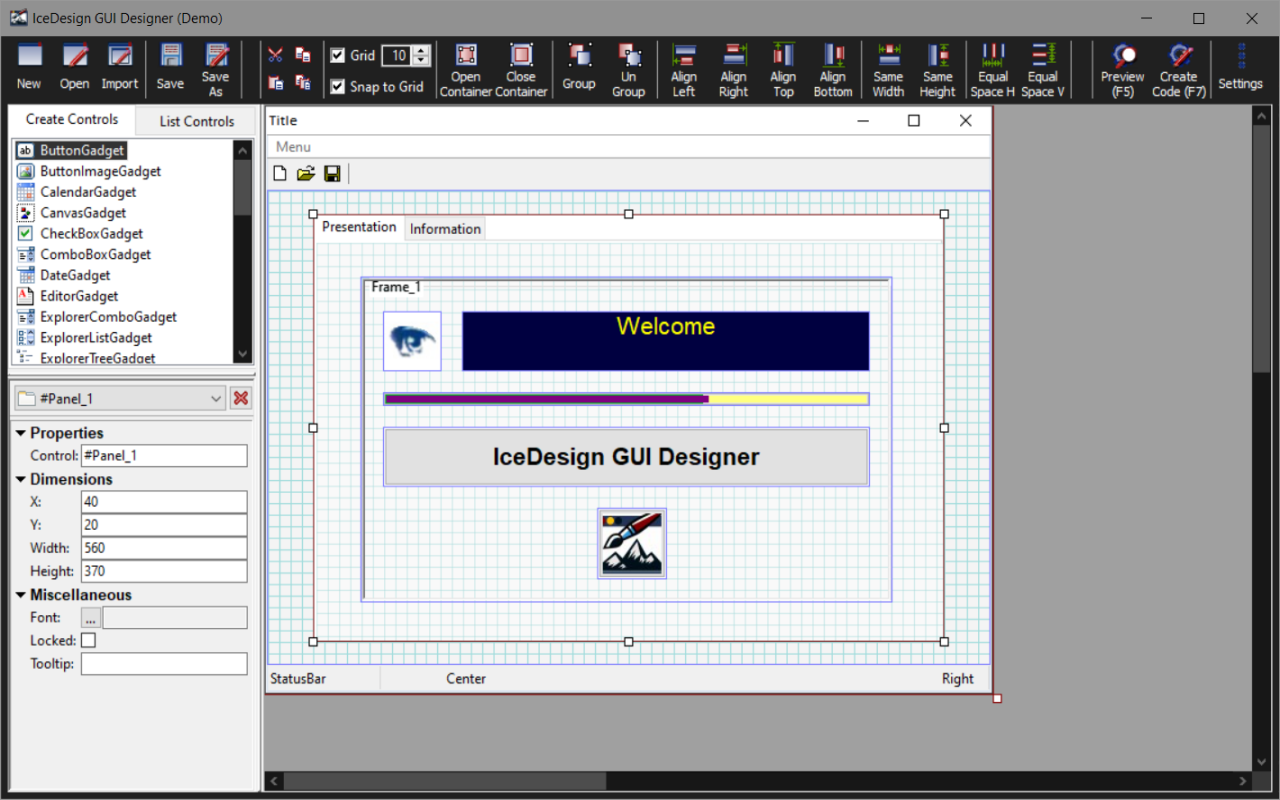 IceDesign GUI Designer (Demo)
New
Open
Import
Save
Save As
Grid 10
Snap to Grid
Open Container
Close Container
Group
Un Group
Align Left
Align Right
Align Top
Align Bottom
Same Width
Same Height
Equal Space H
Equal Space V
Preview (F5)
Create Code (F7)
Settings
Create Controls
List Controls
ab ButtonGadget
ButtonImageGadget
CalendarGadget
CanvasGadget
CheckBoxGadget
ComboBoxGadget
DateGadget
EditorGadget
ExplorerComboGadget
ExplorerListGadget
ExplorerTreeGadget
#Panel_1
Properties
Control: #Panel_1
Dimensions
X: 40
Y: 20
Width: 560
Height: 370
Miscellaneous
Font: ...
Locked:
Tooltip:
Title
Menu
Presentation
Information
Frame_1
Welcome
IceDesign GUI Designer
StatusBar
Center
Right